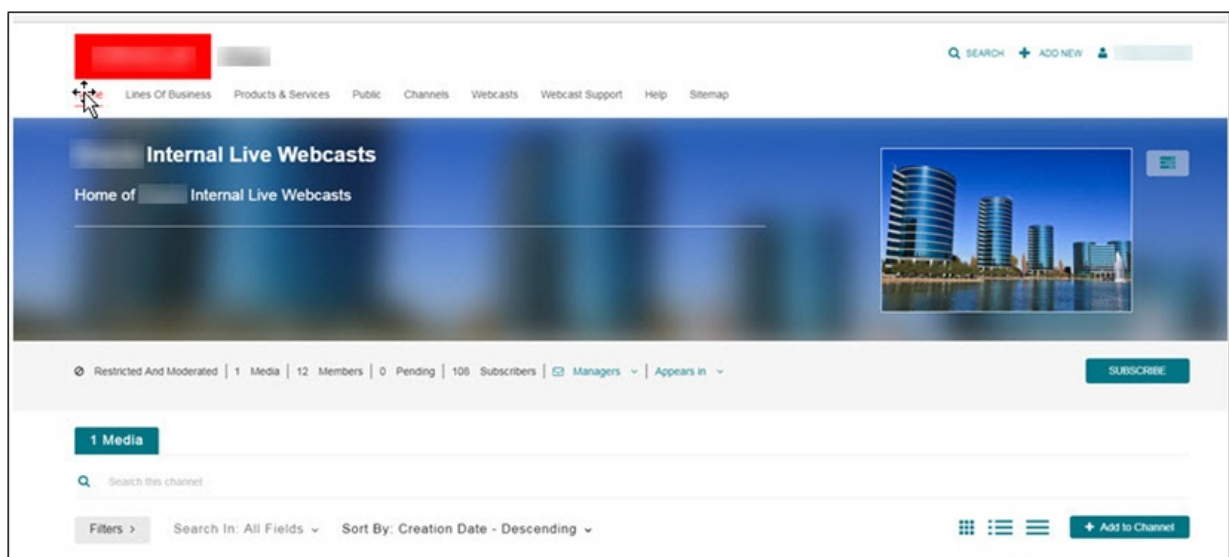 SEARCH ADD NEW
Lines Of Business Products & Services Public Channels Webcasts Webcast Support Help Sitemap
Internal Live Webcasts
Home of Internal Live Webcasts
Restricted And Moderated | 1 Media | 12 Members | 0 Pending | 108 Subscribers | Managers | Appears in
SUBSCRIBE
1 Media
Search this channel
Filters > Search In: All Fields Sort By: Creation Date - Descending + Add to Channel